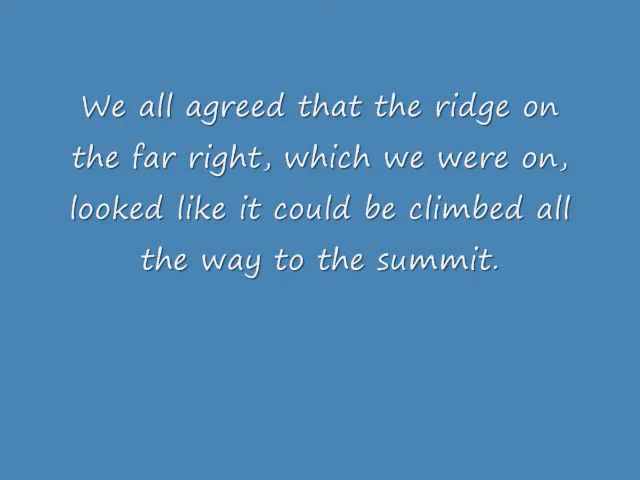 We all agreed that the ridge on
the far right, which we were on,
looked like it could be climbed all
the way to the summit.